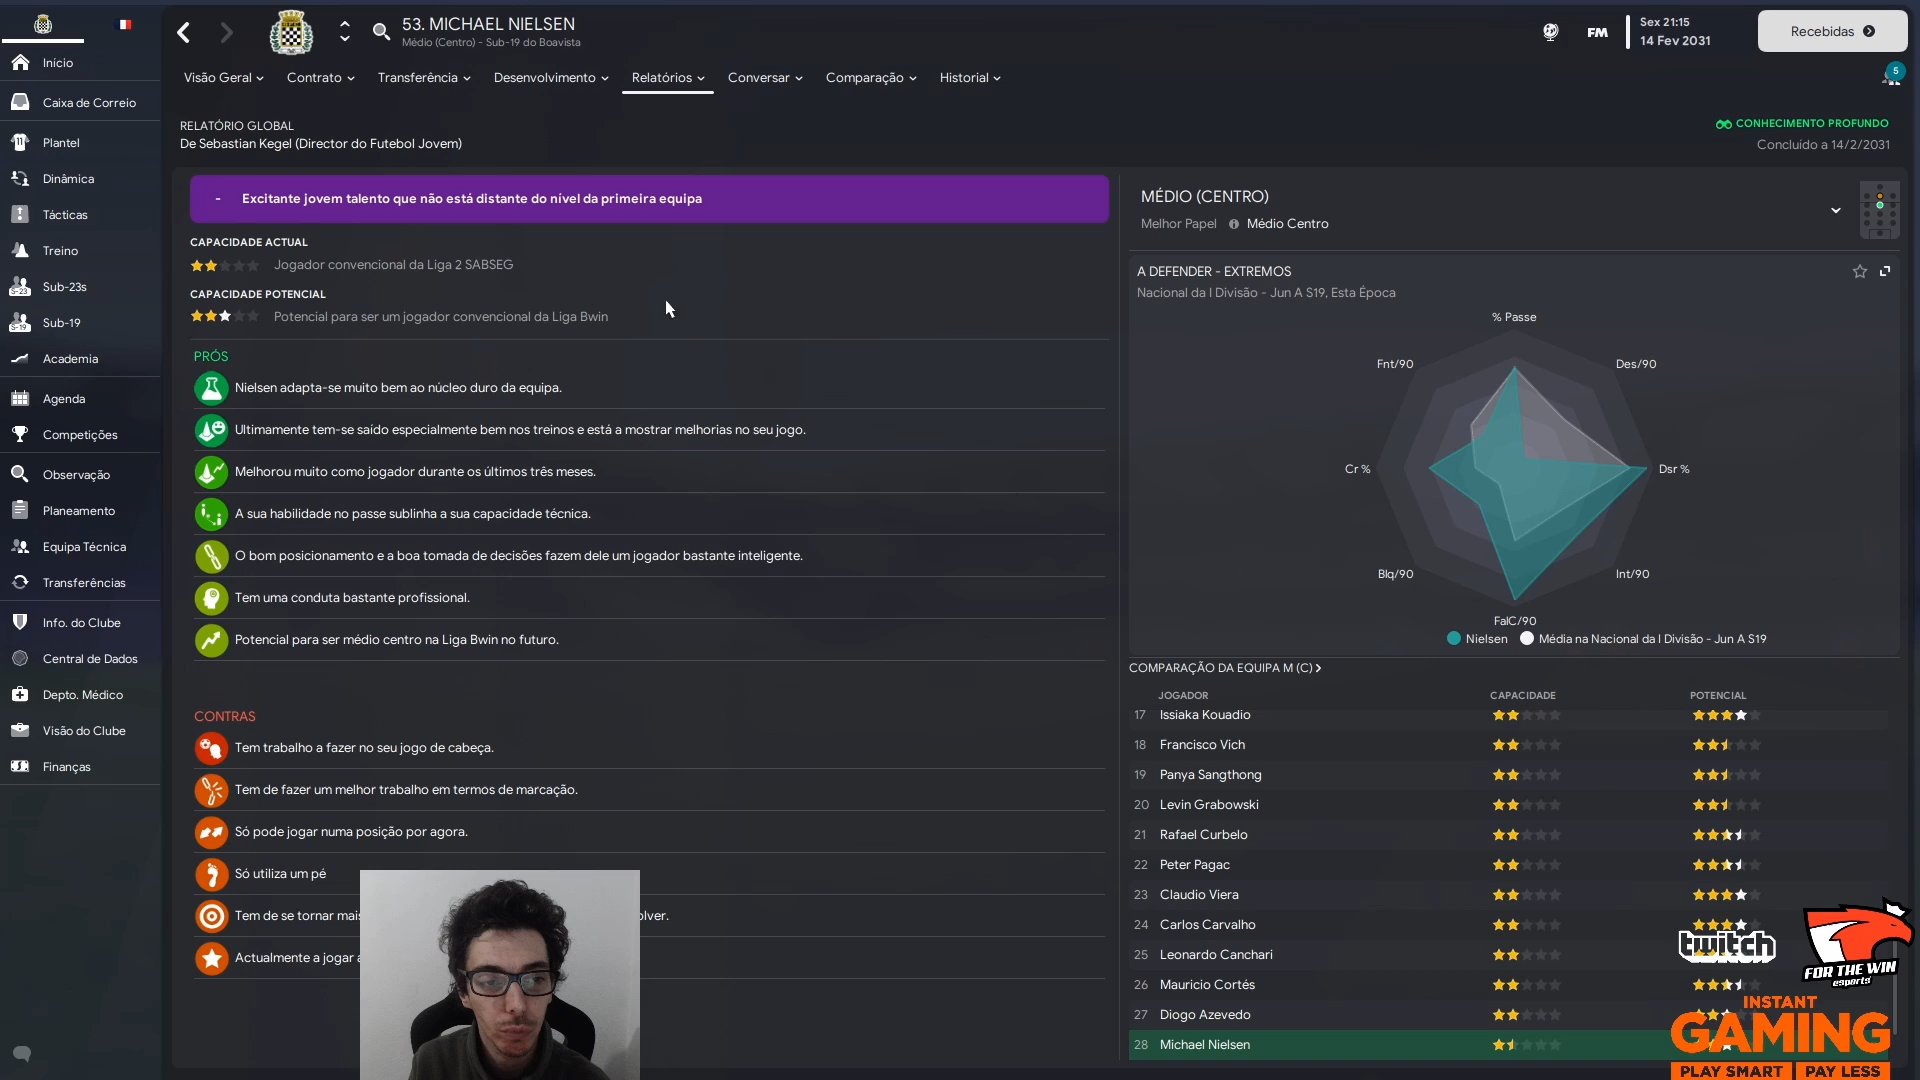 53. MICHAEL NIELSEN
Médio (Centro) - Sub-19 do Boavista
FM
Sex 21:15
14 Fev 2031
Recebidas
5
Visão Geral
Contrato
Transferência
Desenvolvimento
Relatórios
Conversar
Comparação
Historial
Início
Caixa de Correio
Plantel
Dinâmica
Tácticas
Treino
Sub-23s
Sub-19
Academia
Agenda
Competições
Observação
Planeamento
Equipa Técnica
Transferências
Info. do Clube
Central de Dados
Depto. Médico
Visão do Clube
Finanças
RELATÓRIO GLOBAL
De Sebastian Kegel (Director do Futebol Jovem)
CONHECIMENTO PROFUNDO
Concluído a 14/2/2031
- Excitante jovem talento que não está distante do nível da primeira equipa
CAPACIDADE ACTUAL
Jogador convencional da Liga 2 SABSEG
CAPACIDADE POTENCIAL
Potencial para ser um jogador convencional da Liga Bwin
PRÓS
Nielsen adapta-se muito bem ao núcleo duro da equipa.
Ultimamente tem-se saído especialmente bem nos treinos e está a mostrar melhorias no seu jogo.
Melhorou muito como jogador durante os últimos três meses.
A sua habilidade no passe sublinha a sua capacidade técnica.
O bom posicionamento e a boa tomada de decisões fazem dele um jogador bastante inteligente.
Tem uma conduta bastante profissional.
Potencial para ser médio centro na Liga Bwin no futuro.
CONTRAS
Tem trabalho a fazer no seu jogo de cabeça.
Tem de fazer um melhor trabalho em termos de marcação.
Só pode jogar numa posição por agora.
Só utiliza um pé
Tem de se tornar mais
olver.
Actualmente a jogar a
MÉDIO (CENTRO)
Melhor Papel Médio Centro
A DEFENDER - EXTREMOS
Nacional da I Divisão - Jun A S19, Esta Época
% Passe
Fnt/90
Des/90
Cr %
Dsr %
Blq/90
Int/90
FalC/90
Nielsen
Média na Nacional da I Divisão - Jun A S19
COMPARAÇÃO DA EQUIPA M (C)
JOGADOR CAPACIDADE POTENCIAL
17 Issiaka Kouadio
18 Francisco Vich
19 Panya Sangthong
20 Levin Grabowski
21 Rafael Curbelo
22 Peter Pagac
23 Claudio Viera
24 Carlos Carvalho
25 Leonardo Canchari
26 Mauricio Cortés
27 Diogo Azevedo
28 Michael Nielsen
twitch
FOR THE WIN
esports
INSTANT
GAMING
PLAY SMART PAY LESS